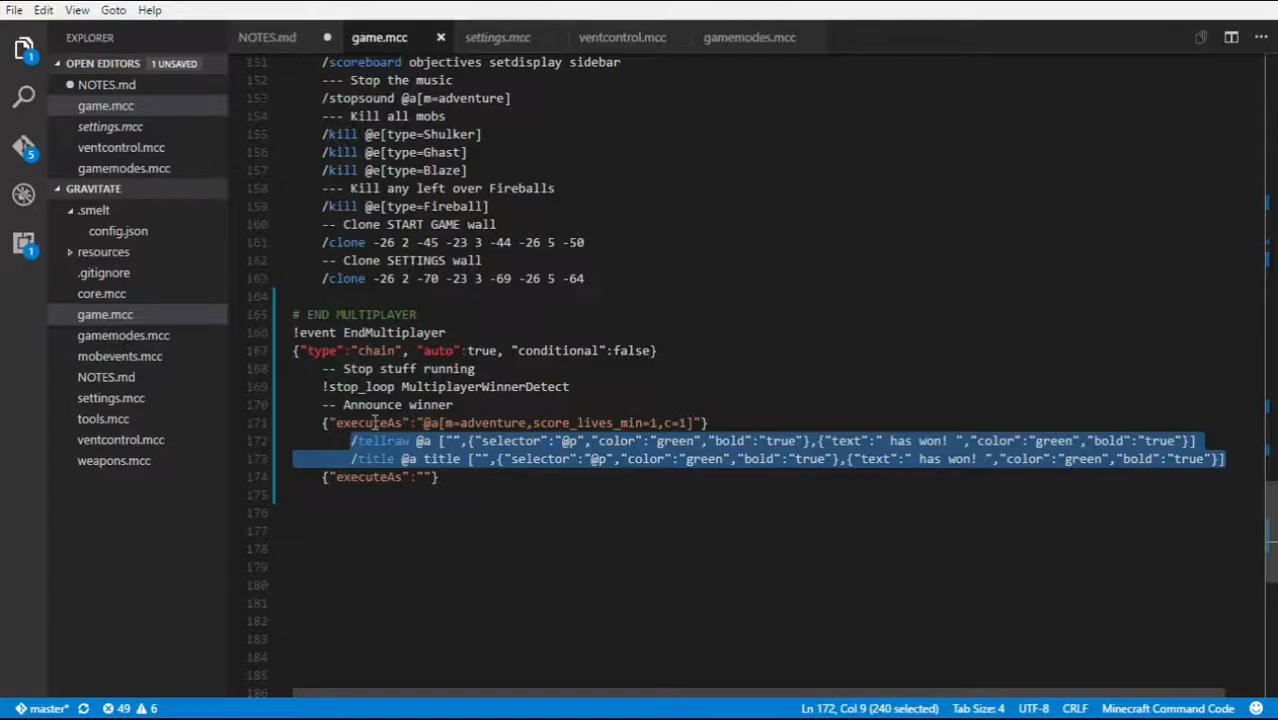 File Edit View Goto Help
EXPLORER
NOTES.md
game.mcc
settings.mcc
ventcontrol.mcc
gamemodes.mcc
OPEN EDITORS 1 UNSAVED
NOTES.md
game.mcc
settings.mcc
ventcontrol.mcc
gamemodes.mcc
GRAVITATE
.smelt
config.json
resources
.gitignore
core.mcc
game.mcc
gamemodes.mcc
mobevents.mcc
NOTES.md
settings.mcc
tools.mcc
ventcontrol.mcc
weapons.mcc
1
5
1
151 /scoreboard objectives setdisplay sidebar
152 --- Stop the music
153 /stopsound @a[m=adventure]
154 --- Kill all mobs
155 /kill @e[type=Shulker]
156 /kill @e[type=Ghast]
157 /kill @e[type=Blaze]
158 --- Kill any left over Fireballs
159 /kill @e[type=Fireball]
160 -- Clone START GAME wall
161 /clone -26 2 -45 -23 3 -44 -26 5 -50
162 -- Clone SETTINGS wall
163 /clone -26 2 -70 -23 3 -69 -26 5 -64
164
165 # END MULTIPLAYER
166 !event EndMultiplayer
167 {"type":"chain", "auto":true, "conditional":false}
168 -- Stop stuff running
169 !stop_loop MultiplayerWinnerDetect
170 -- Announce winner
171 {"executeAs":"@a[m=adventure,score_lives_min=1,c=1]"}
172 /tellraw @a ["",{"selector":"@p","color":"green","bold":"true"},{"text":" has won! ","color":"green","bold":"true"}]
173 /title @a title ["",{"selector":"@p","color":"green","bold":"true"},{"text":" has won! ","color":"green","bold":"true"}]
174 {"executeAs":""}
175
176
177
178
179
180
181
182
183
184
185
186
master* 49 6 Ln 172, Col 9 (240 selected) Tab Size: 4 UTF-8 CRLF Minecraft Command Code